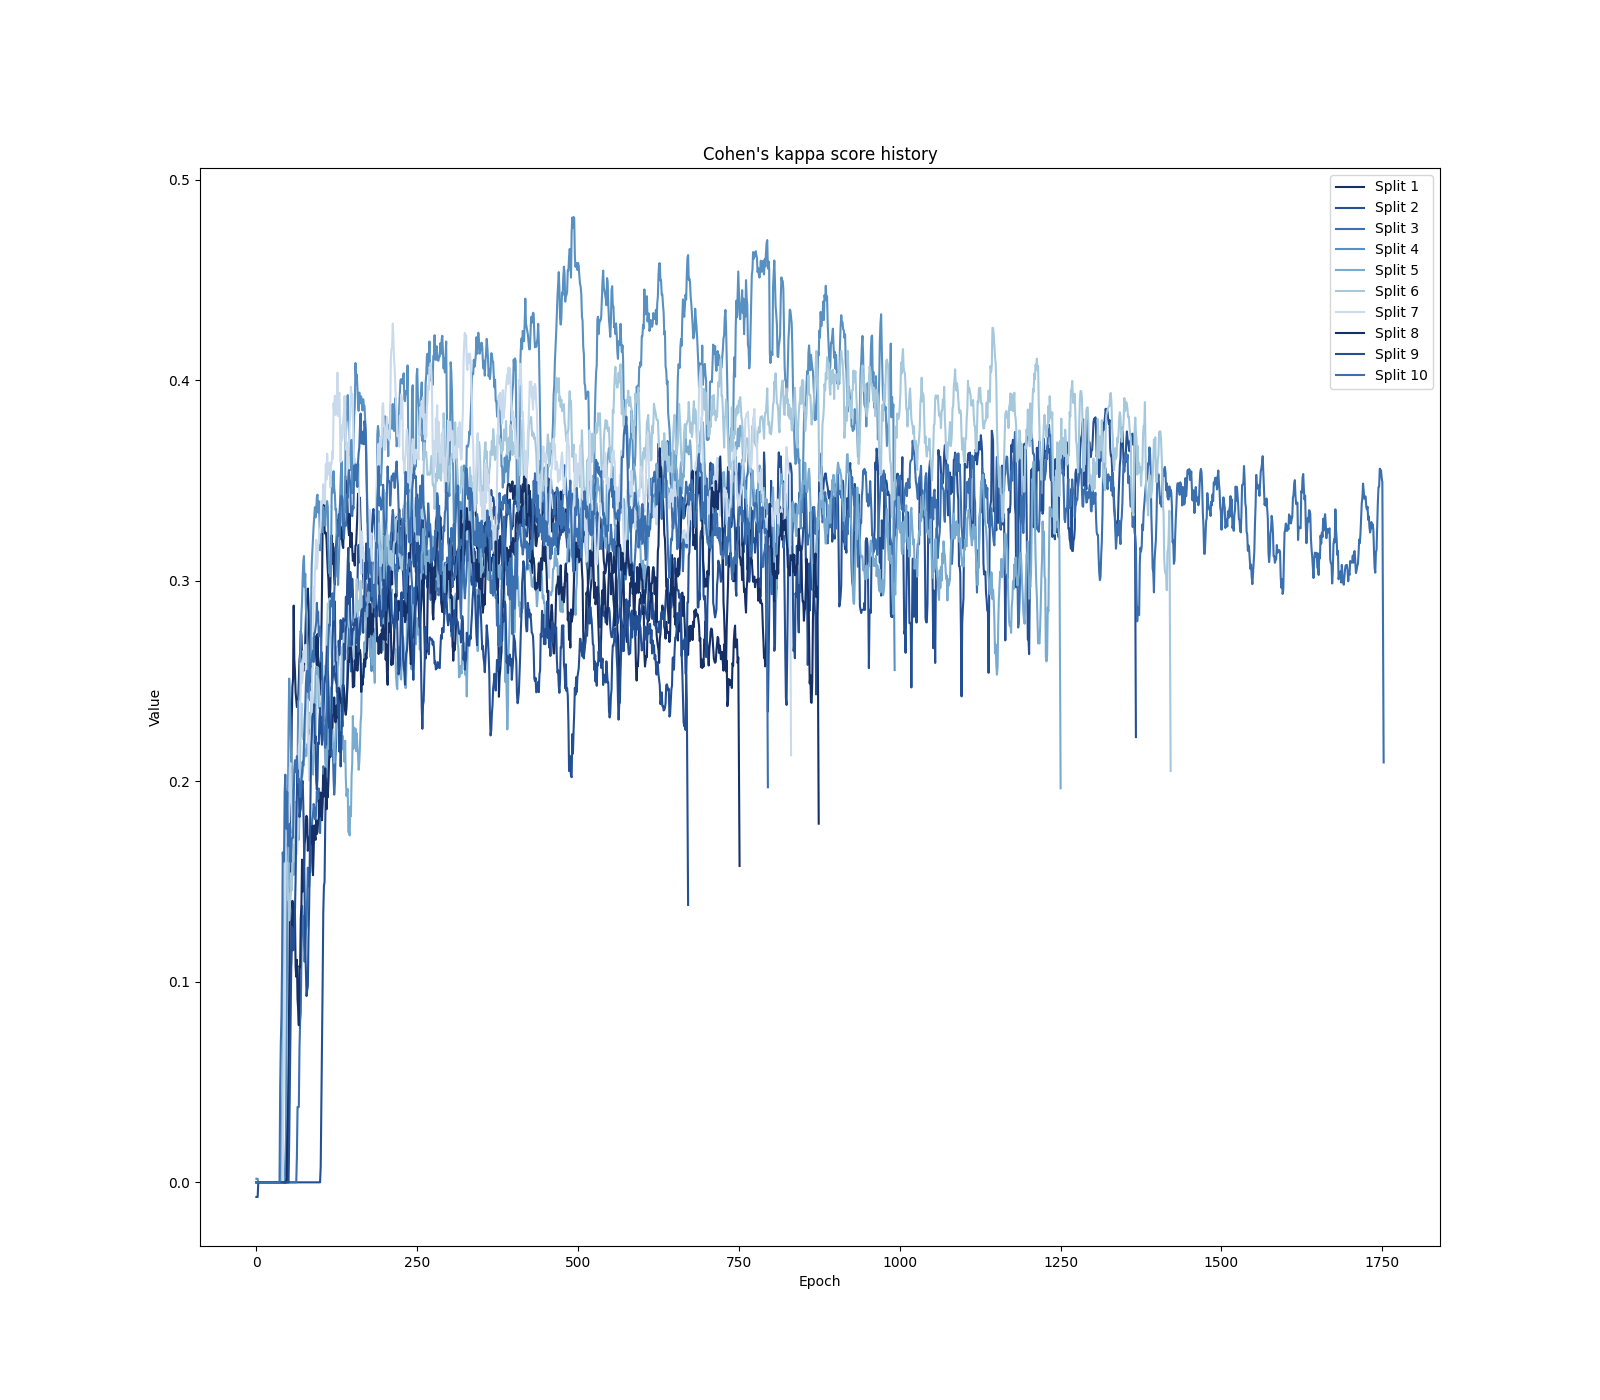 Cohen's kappa score history
0.5
0.4
0.3
0.2
0.1
0.0
Value
0
250
500
750
1000
1250
1500
1750
Epoch
Split 1
Split 2
Split 3
Split 4
Split 5
Split 6
Split 7
Split 8
Split 9
Split 10